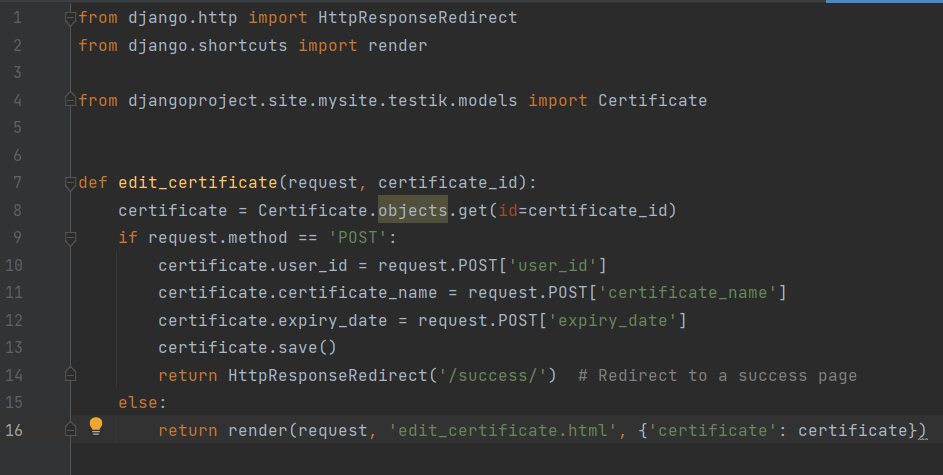 1 from django.http import HttpResponseRedirect
2 from django.shortcuts import render
3
4 from djangoproject.site.mysite.testik.models import Certificate
5
6
7 def edit_certificate(request, certificate_id):
8     certificate = Certificate.objects.get(id=certificate_id)
9     if request.method == 'POST':
10         certificate.user_id = request.POST['user_id']
11         certificate.certificate_name = request.POST['certificate_name']
12         certificate.expiry_date = request.POST['expiry_date']
13         certificate.save()
14         return HttpResponseRedirect('/success/')  # Redirect to a success page
15     else:
16         return render(request, 'edit_certificate.html', {'certificate': certificate})